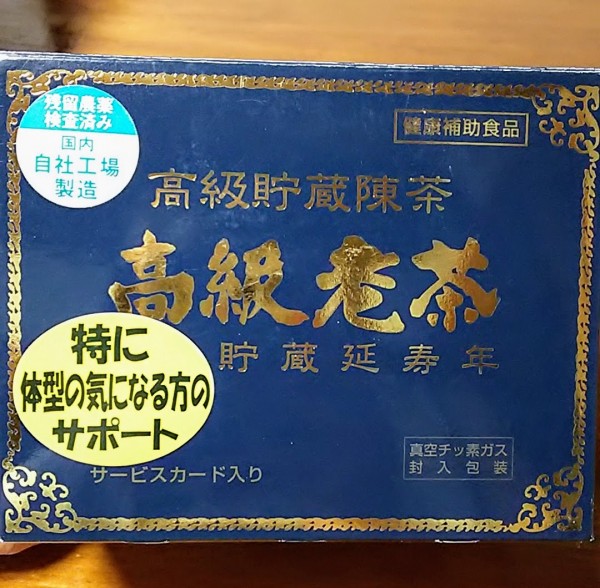 残留農薬
検査済み
国内
自社工場
製造
健康補助食品
高級貯蔵陳茶
高級老茶
貯蔵延寿年
特に
体型の気になる方の
サポート
サービスカード入り
真空チッ素ガス
封入包装